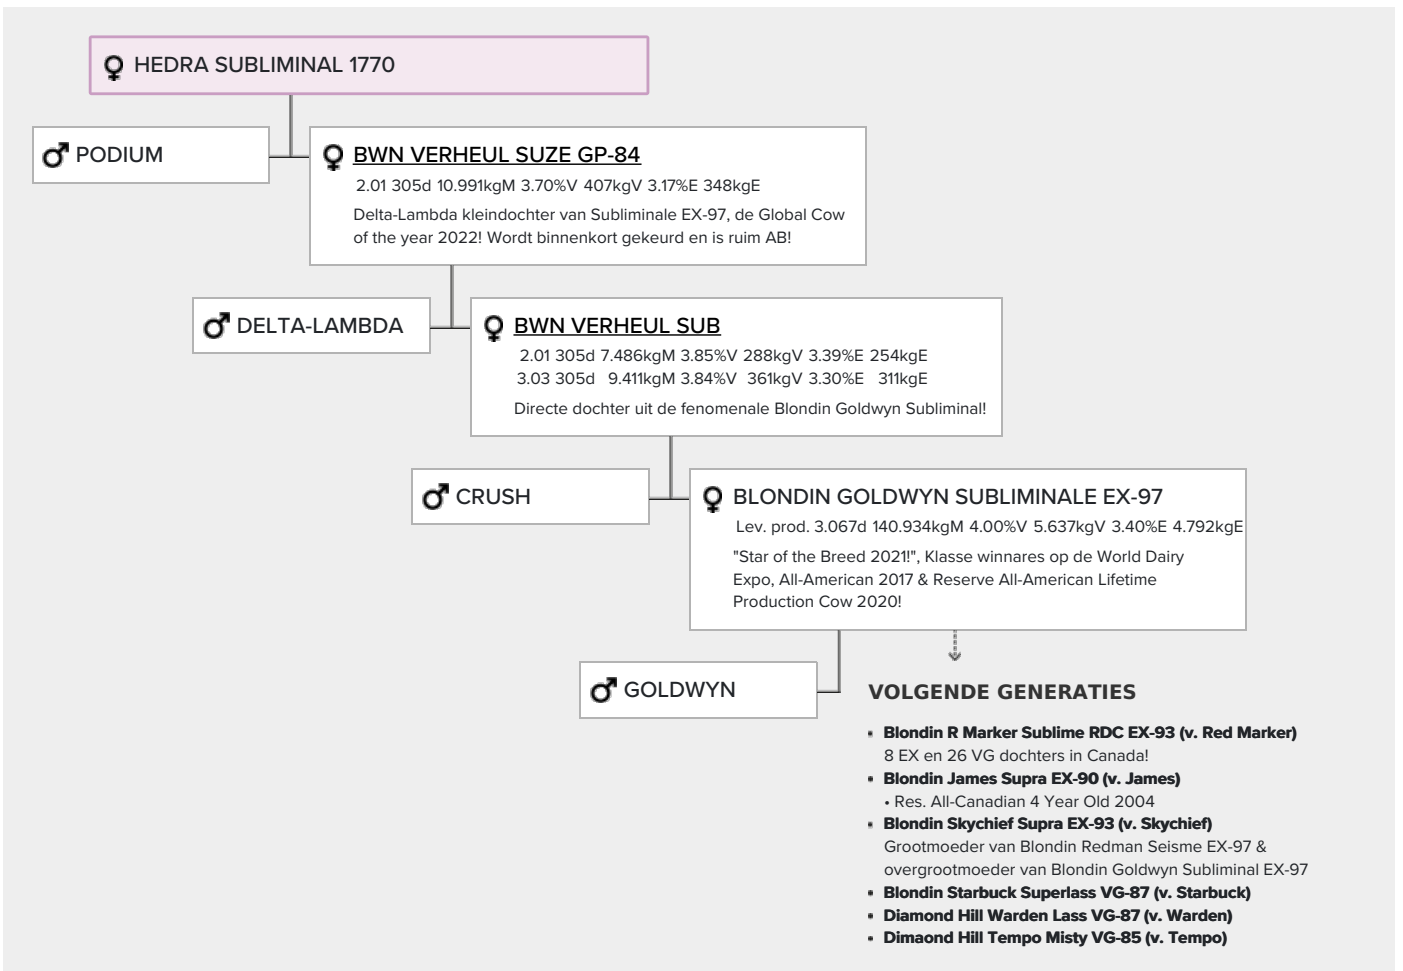 HEDRA SUBLIMINAL 1770
PODIUM
BWN VERHEUL SUZE GP-84
2.01 305d 10.991kgM 3.70%V 407kgV 3.17%E 348kgE
Delta-Lambda kleindochter van Subliminale EX-97, de Global Cow
of the year 2022! Wordt binnenkort gekeurd en is ruim AB!
DELTA-LAMBDA
BWN VERHEUL SUB
2.01 305d 7.486kgM 3.85%V 288kgV 3.39%E 254kgE
3.03 305d 9.411kgM 3.84%V 361kgV 3.30%E 311kgE
Directe dochter uit de fenomenale Blondin Goldwyn Subliminal!
CRUSH
BLONDIN GOLDWYN SUBLIMINALE EX-97
Lev. prod. 3.067d 140.934kgM 4.00%V 5.637kgV 3.40%E 4.792kgE
"Star of the Breed 2021!", Klasse winnares op de World Dairy
Expo, All-American 2017 & Reserve All-American Lifetime
Production Cow 2020!
GOLDWYN
VOLGENDE GENERATIES
• Blondin R Marker Sublime RDC EX-93 (v. Red Marker)
8 EX en 26 VG dochters in Canada!
• Blondin James Supra EX-90 (v. James)
• Res. All-Canadian 4 Year Old 2004
• Blondin Skychief Supra EX-93 (v. Skychief)
Grootmoeder van Blondin Redman Seisme EX-97 &
overgrootmoeder van Blondin Goldwyn Subliminal EX-97
• Blondin Starbuck Superlass VG-87 (v. Starbuck)
• Diamond Hill Warden Lass VG-87 (v. Warden)
• Dimaond Hill Tempo Misty VG-85 (v. Tempo)